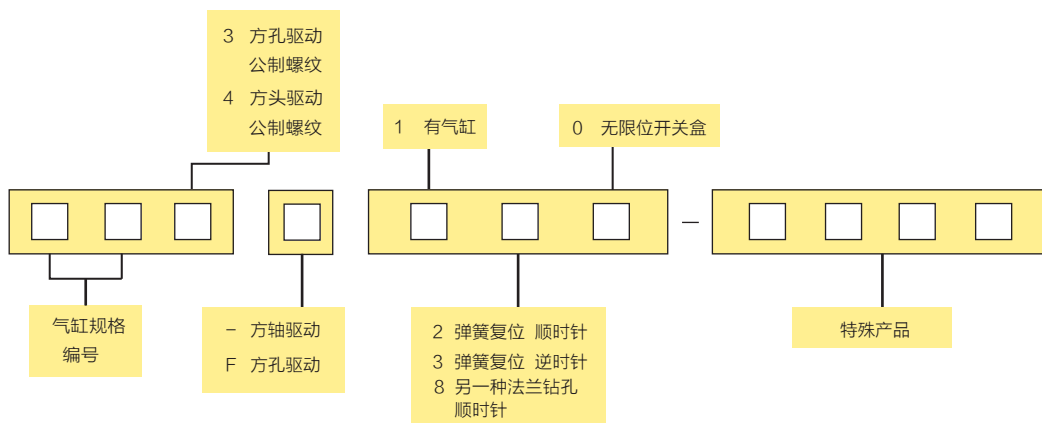 3 方孔驱动
公制螺纹
4 方头驱动
公制螺纹
1 有气缸
0 无限位开关盒
—
气缸规格
编号
– 方轴驱动
F 方孔驱动
2 弹簧复位 顺时针
3 弹簧复位 逆时针
8 另一种法兰钻孔
顺时针
特殊产品